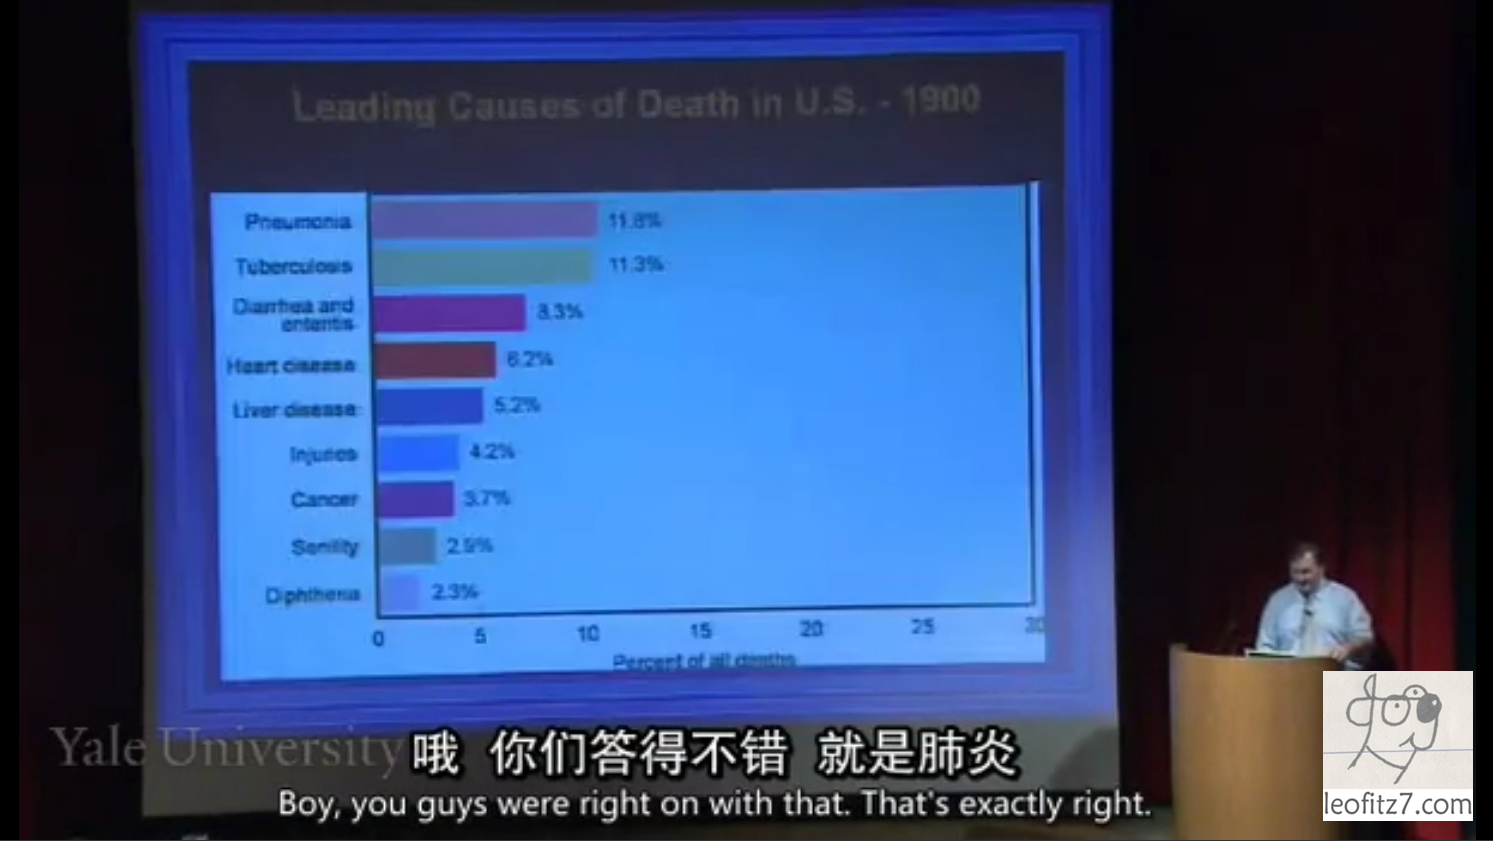 Leading Causes of Death in U.S. - 1900
Pneumonia 11.8%
Tuberculosis 11.3%
Diarrhea and
enteritis 8.3%
Heart disease 6.2%
Liver disease 5.2%
Injuries 4.2%
Cancer 3.7%
Senility 2.9%
Diphtheria 2.3%
0 5 10 15 20 25 30
Percent of all deaths
Yale University
哦 你们答得不错 就是肺炎
Boy, you guys were right on with that. That's exactly right.
dog
leofitz7.com